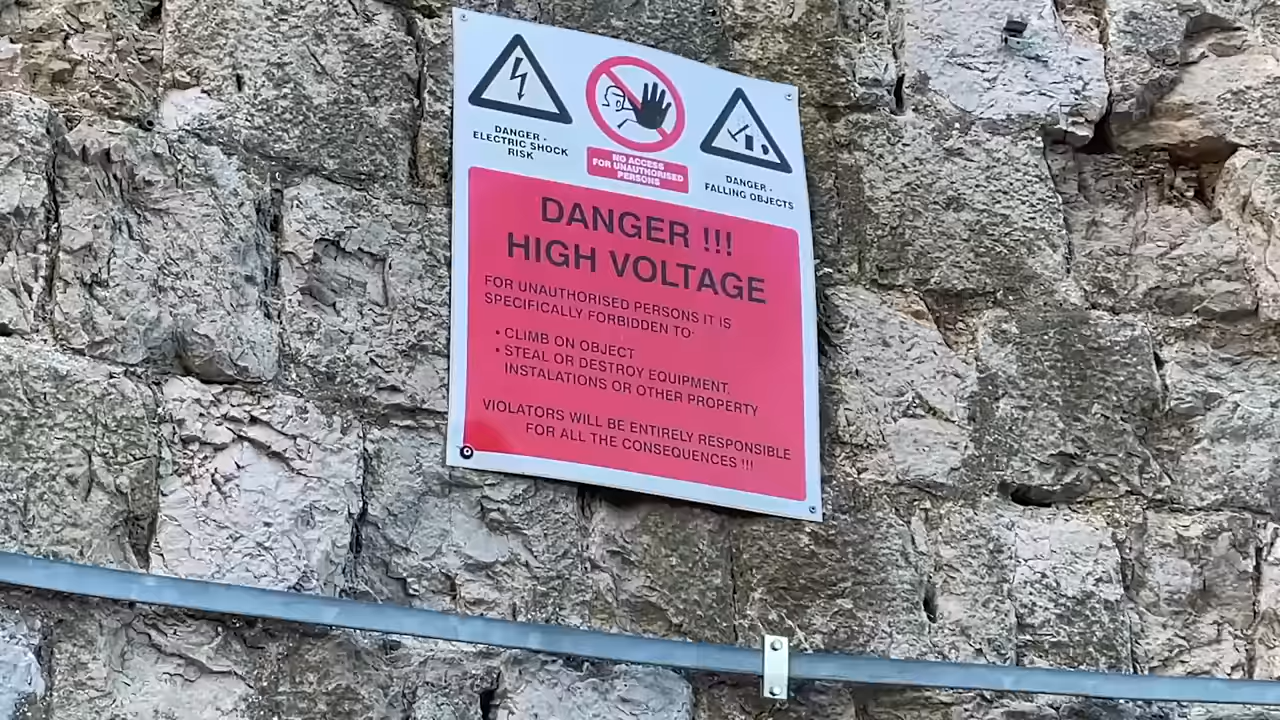 DANGER -
ELECTRIC SHOCK
RISK
NO ACCESS
FOR UNAUTHORISED
PERSONS
DANGER -
FALLING OBJECTS
DANGER !!!
HIGH VOLTAGE
FOR UNAUTHORISED PERSONS IT IS
SPECIFICALLY FORBIDDEN TO:
• CLIMB ON OBJECT
• STEAL OR DESTROY EQUIPMENT,
INSTALATIONS OR OTHER PROPERTY
VIOLATORS WILL BE ENTIRELY RESPONSIBLE
FOR ALL THE CONSEQUENCES !!!